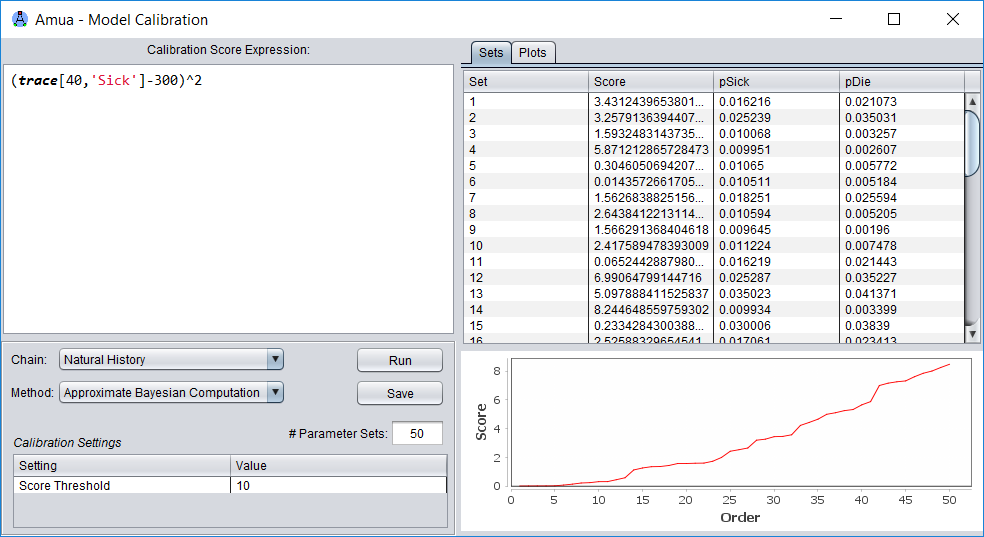 Amua - Model Calibration
Calibration Score Expression:
(trace[40,'Sick']-300)^2
Chain: Natural History Run
Method: Approximate Bayesian Computation Save
# Parameter Sets: 50
Calibration Settings
Setting Value
Score Threshold 10
Sets Plots
Set Score pSick pDie
1 3.4312439653801... 0.016216 0.021073
2 3.2579136394407... 0.025239 0.035031
3 1.5932483143735... 0.010068 0.003257
4 5.871212865728473 0.009951 0.002607
5 0.3046050694207... 0.01065 0.005772
6 0.0143572661705... 0.010511 0.005184
7 1.5626838825156... 0.018251 0.025594
8 2.6438412213114... 0.010594 0.005205
9 1.566291368404618 0.009645 0.00196
10 2.417589478393009 0.011224 0.007478
11 0.0652442887980... 0.016219 0.021443
12 6.99064799144716 0.025287 0.035227
13 5.097888411525837 0.035023 0.041371
14 8.244648559759302 0.009934 0.003399
15 0.2334284300388... 0.030006 0.03839
16 2.52588329654541 0.017061 0.023413
8
6
4
2
0
Score
0 5 10 15 20 25 30 35 40 45 50
Order